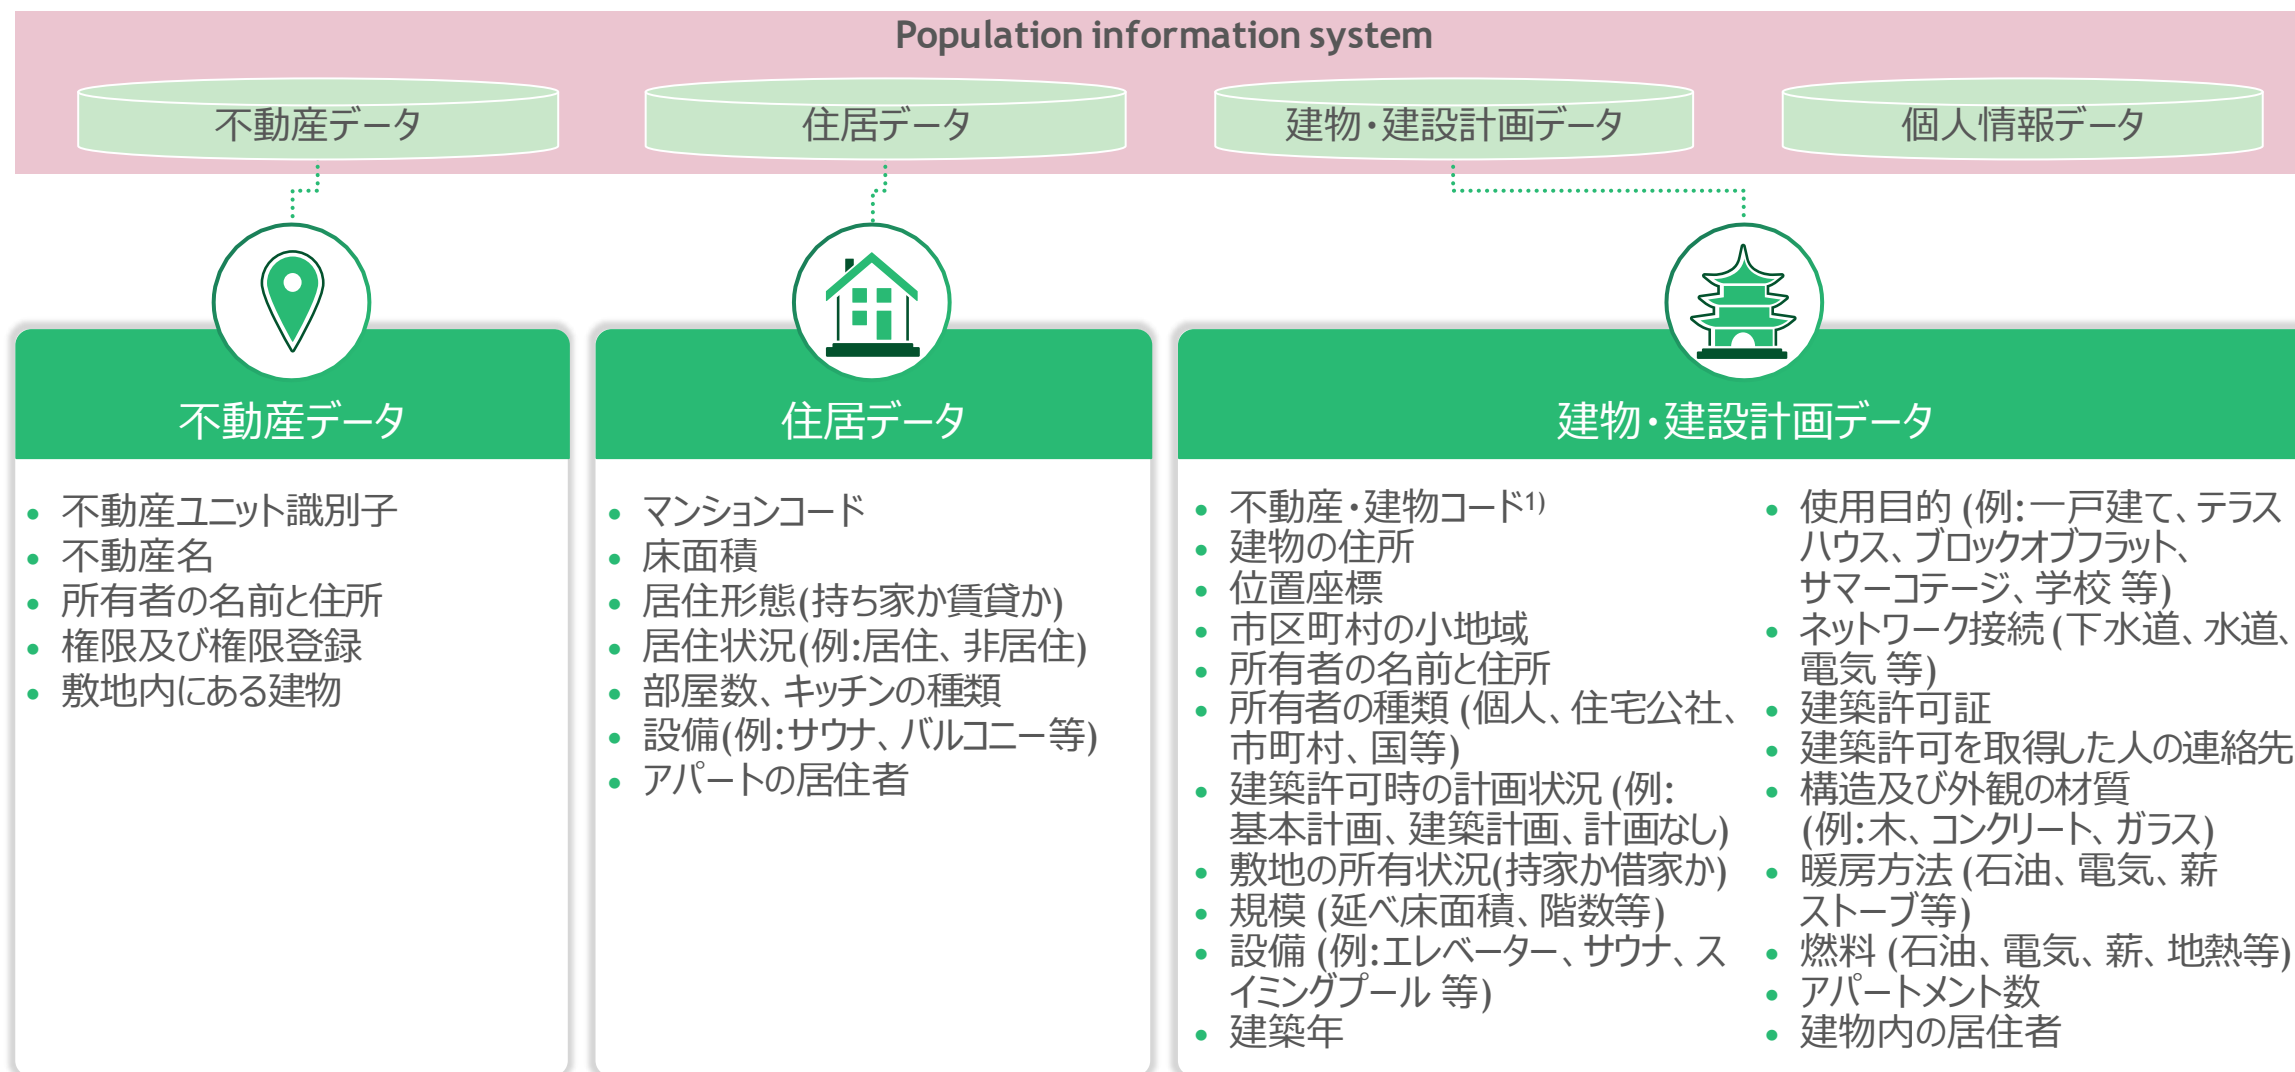 Population information system
不動産データ
住居データ
建物・建設計画データ
個人情報データ
不動産データ
不動産ユニット識別子
不動産名
所有者の名前と住所
権限及び権限登録
敷地内にある建物
住居データ
マンションコード
床面積
居住形態(持ち家か賃貸か)
居住状況(例:居住、非居住)
部屋数、キッチンの種類
設備(例:サウナ、バルコニー等)
アパートの居住者
建物・建設計画データ
不動産・建物コード1)
建物の住所
位置座標
市区町村の小地域
所有者の名前と住所
所有者の種類 (個人、住宅公社、
市町村、国等)
建築許可時の計画状況 (例:
基本計画、建築計画、計画なし)
敷地の所有状況(持家か借家か)
規模 (延べ床面積、階数等)
設備 (例:エレベーター、サウナ、ス
イミングプール 等)
建築年
使用目的 (例:一戸建て、テラス
ハウス、ブロックオブフラット、
サマーコテージ、学校 等)
ネットワーク接続 (下水道、水道、
電気 等)
建築許可証
建築許可を取得した人の連絡先
構造及び外観の材質
(例:木、コンクリート、ガラス)
暖房方法 (石油、電気、薪
ストーブ等)
燃料 (石油、電気、薪、地熱等)
アパートメント数
建物内の居住者